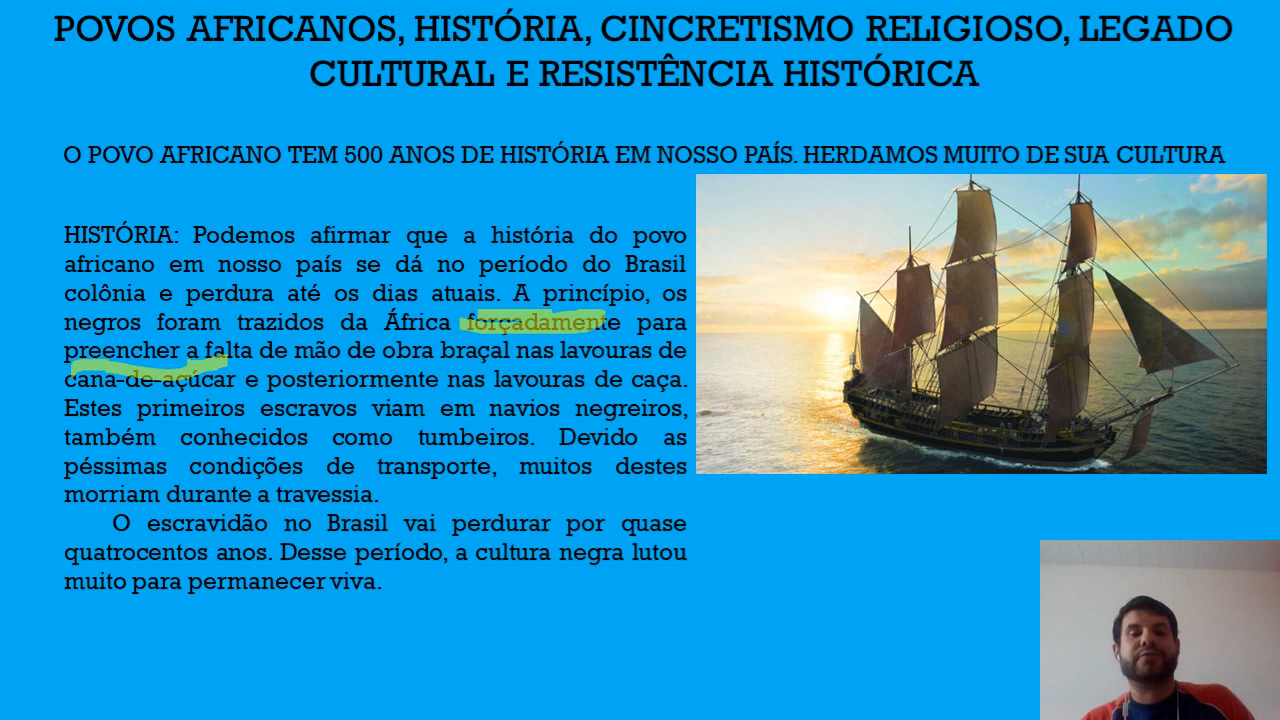 POVOS AFRICANOS, HISTÓRIA, CINCRETISMO RELIGIOSO, LEGADO
CULTURAL E RESISTÊNCIA HISTÓRICA
O POVO AFRICANO TEM 500 ANOS DE HISTÓRIA EM NOSSO PAÍS. HERDAMOS MUITO DE SUA CULTURA
HISTÓRIA: Podemos afirmar que a história do povo
africano em nosso país se dá no período do Brasil
colônia e perdura até os dias atuais. A princípio, os
negros foram trazidos da África forçadamente para
preencher a falta de mão de obra braçal nas lavouras de
cana-de-açúcar e posteriormente nas lavouras de caça.
Estes primeiros escravos viam em navios negreiros,
também conhecidos como tumbeiros. Devido as
péssimas condições de transporte, muitos destes
morriam durante a travessia.
O escravidão no Brasil vai perdurar por quase
quatrocentos anos. Desse período, a cultura negra lutou
muito para permanecer viva.